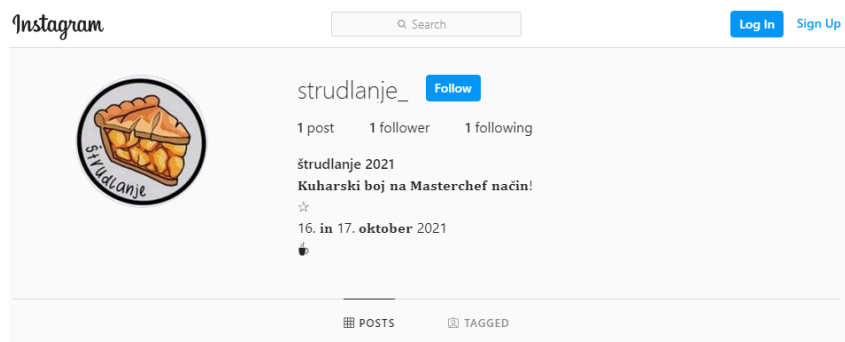 Instagram
Search
Log In
Sign Up
štrudlanje
strudlanje_
Follow
1 post 1 follower 1 following
štrudlanje 2021
Kuharski boj na Masterchef način!
☆
16. in 17. oktober 2021
☕
POSTS
TAGGED